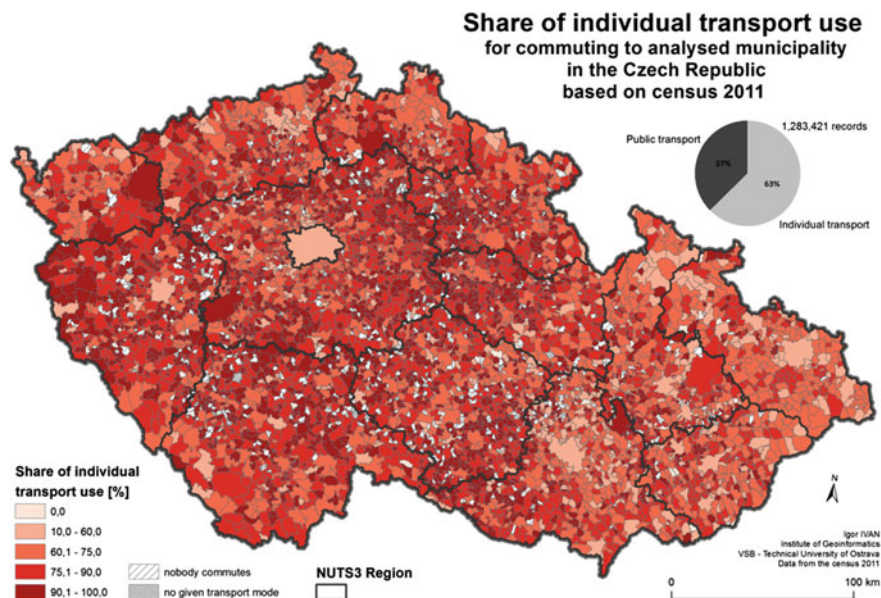 Share of individual transport use
for commuting to analysed municipality
in the Czech Republic
based on census 2011
1,283,421 records
Public transport
37%
63%
Individual transport
Share of individual
transport use [%]
0,0
10,0 - 60,0
60,1 - 75,0
75,1 - 90,0
90,1 - 100,0
nobody commutes
no given transport mode
NUTS3 Region
N
Igor IVAN
Institute of Geoinformatics
VSB - Technical University of Ostrava
Data from the census 2011
0 100 km